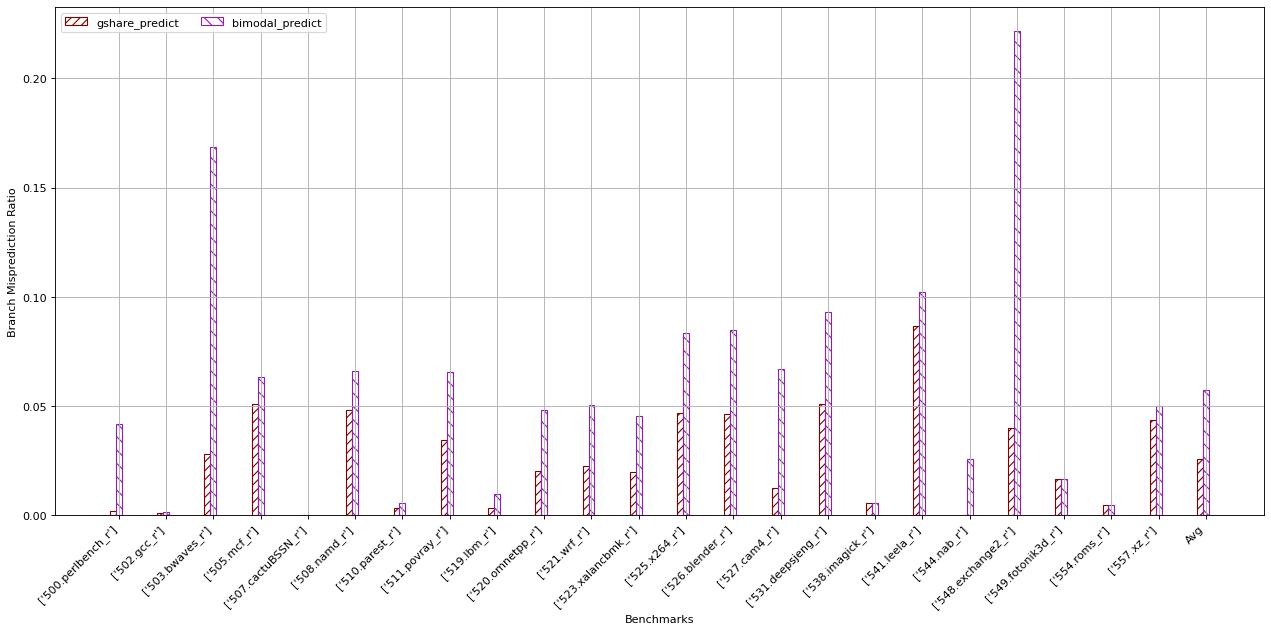 gshare_predict
bimodal_predict
Branch Misprediction Ratio
0.20
0.15
0.10
0.05
0.00
['500.perlbench_r']
['502.gcc_r']
['503.bwaves_r']
['505.mcf_r']
['507.cactuBSSN_r']
['508.namd_r']
['510.parest_r']
['511.povray_r']
['519.lbm_r']
['520.omnetpp_r']
['521.wrf_r']
['523.xalancbmk_r']
['525.x264_r']
['526.blender_r']
['527.cam4_r']
['531.deepsjeng_r']
['538.imagick_r']
['541.leela_r']
['544.nab_r']
['548.exchange2_r']
['549.fotonik3d_r']
['554.roms_r']
['557.xz_r']
Avg
Benchmarks